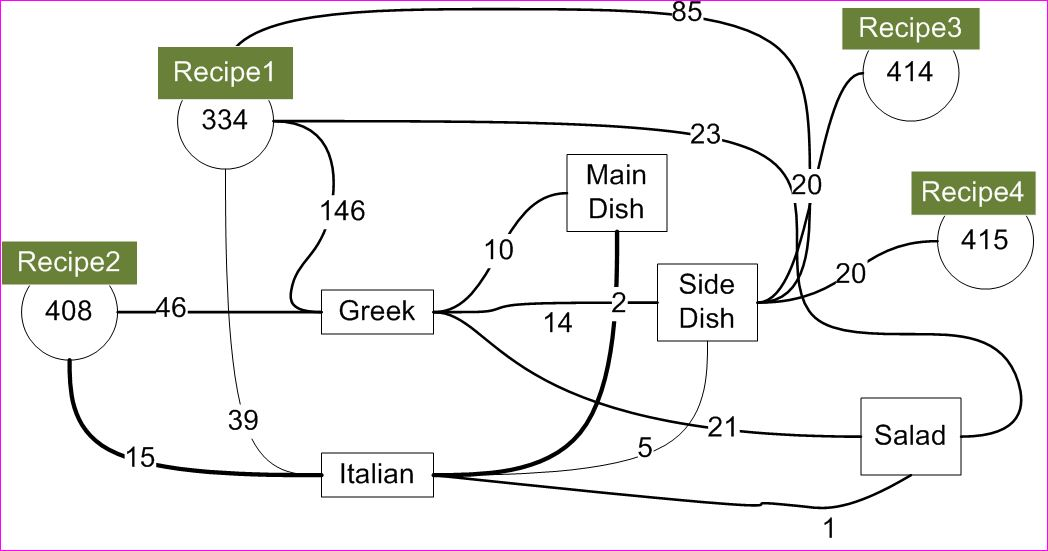 85
Recipe3
414
Recipe1
334
23
Main
Dish
20
Recipe4
415
146
10
Recipe2
408
46
Greek
14
2
Side
Dish
20
39
21
Salad
15
5
Italian
1